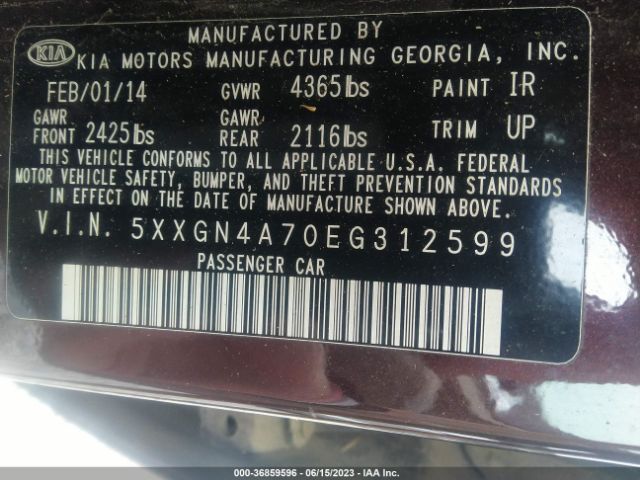 MANUFACTURED BY
KIA KIA MOTORS MANUFACTURING GEORGIA, INC.
FEB/01/14 GVWR 4365lbs PAINT IR
GAWR FRONT 2425lbs GAWR REAR 2116lbs TRIM UP
THIS VEHICLE CONFORMS TO ALL APPLICABLE U.S.A. FEDERAL
MOTOR VEHICLE SAFETY, BUMPER, AND THEFT PREVENTION STANDARDS
IN EFFECT ON THE DATE OF MANUFACTURE SHOWN ABOVE.
V.I.N. 5XXGN4A70EG312599
PASSENGER CAR
000-36859596 - 06/15/2023 - IAA Inc.